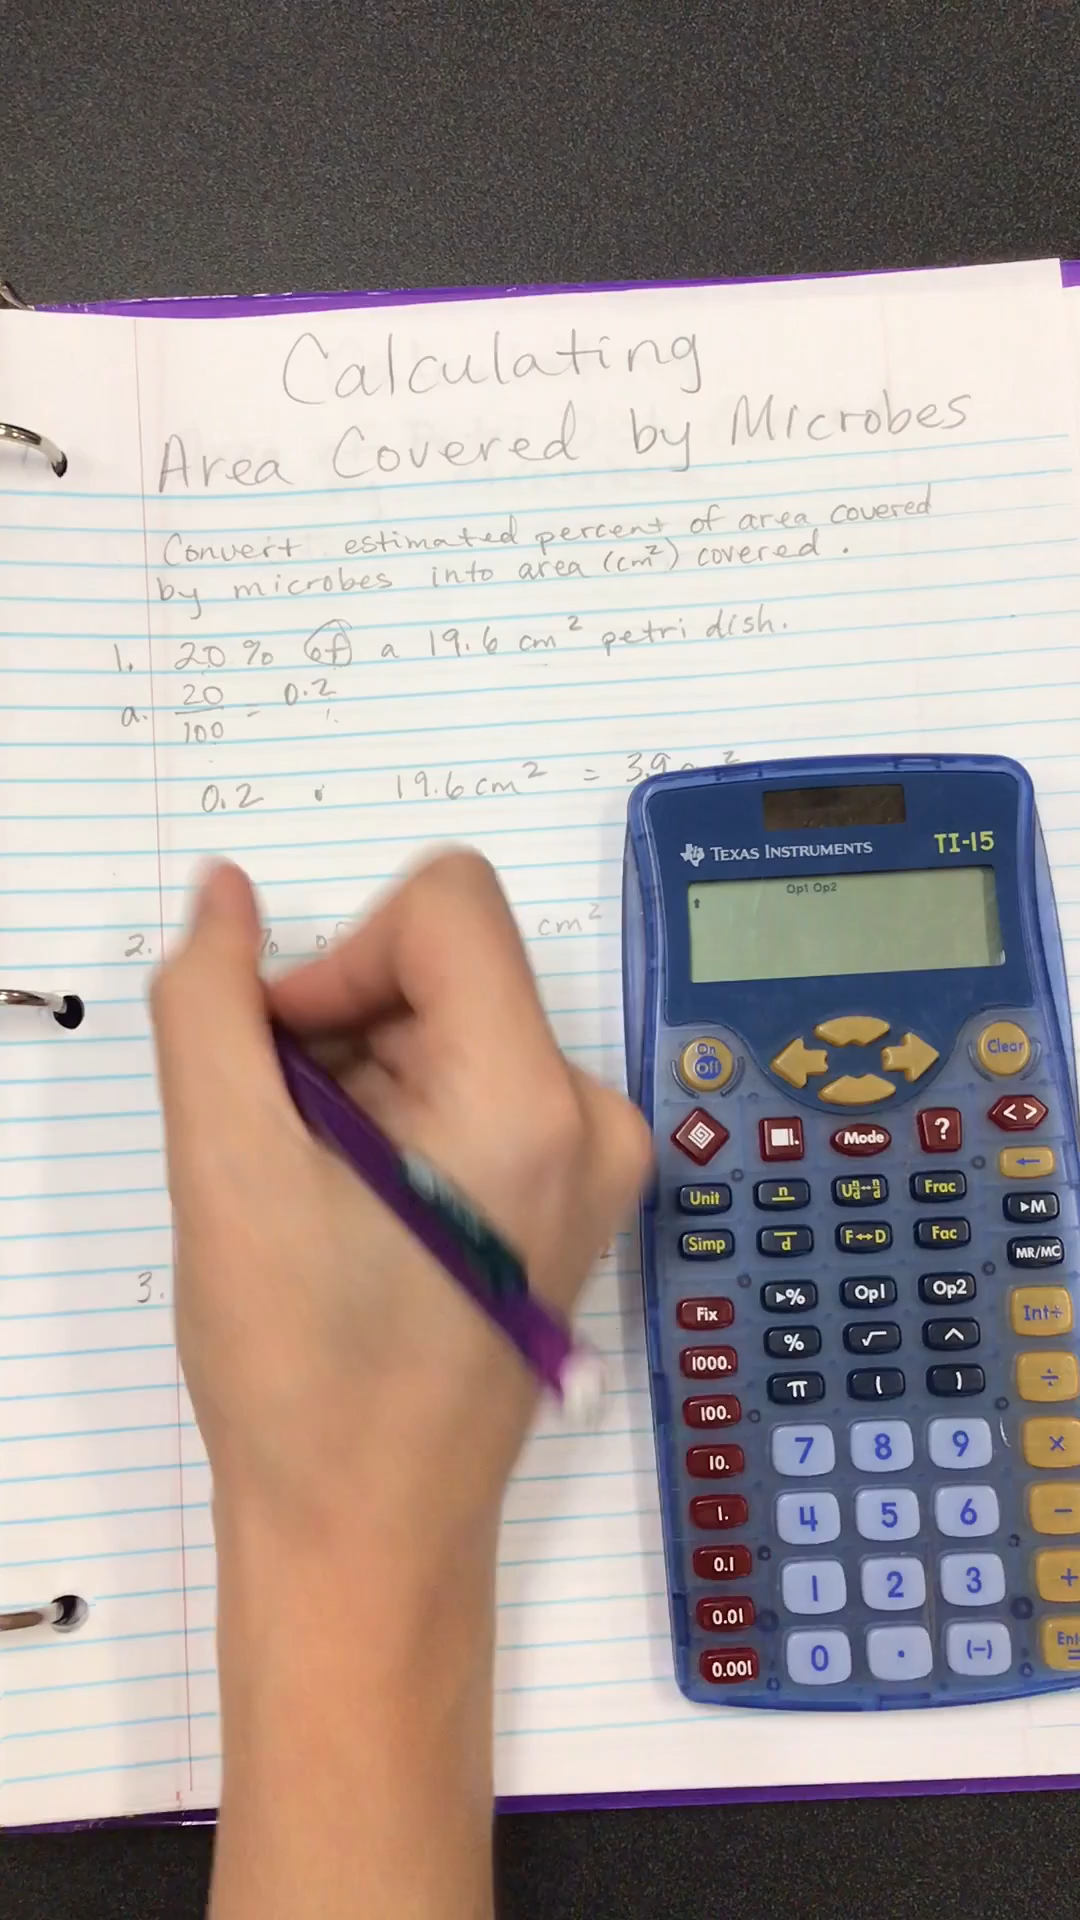 Calculating
Area Covered by Microbes
Convert estimated percent of area covered
by microbes into area (cm²) covered.
1. 20% of a 19.6 cm² petri dish.
a. 20/100 = 0.2
0.2 · 19.6 cm² = 3.9
2. % of cm²
3.
TEXAS INSTRUMENTS TI-15
Op1 Op2
On Off Clear
Mode ? < >
Unit n Frac
Simp d F↔D Fac ▸M
MR/MC
Fix ▸% Op1 Op2 Int÷
1000. % √ ^
100. π ( ) ÷
10. 7 8 9 ×
1. 4 5 6 −
0.1 1 2 3 +
0.01
0.001 0 . (−) =